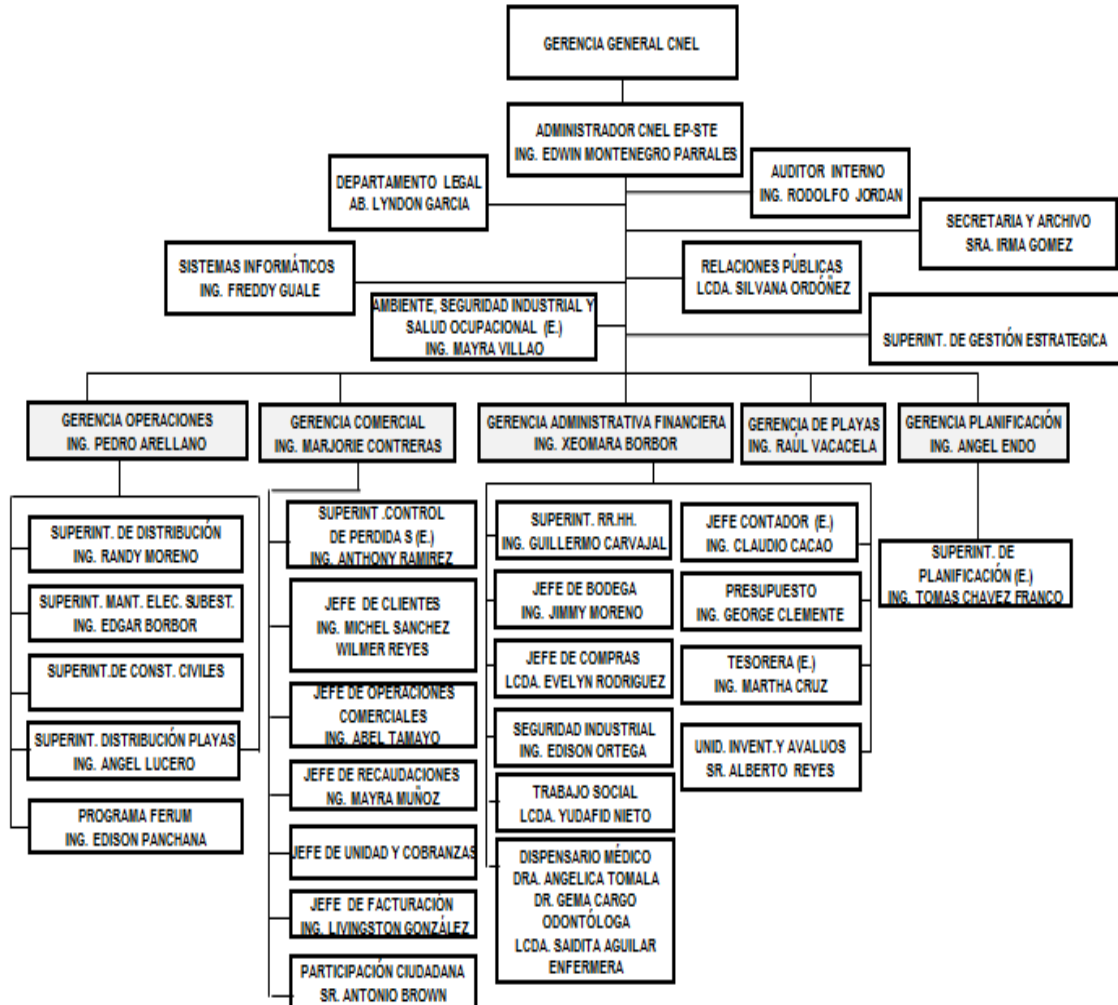 GERENCIA GENERAL CNEL
ADMINISTRADOR CNEL EP-STE
ING. EDWIN MONTENEGRO PARRALES
DEPARTAMENTO LEGAL
AB. LYNDON GARCIA
AUDITOR INTERNO
ING. RODOLFO JORDAN
SECRETARIA Y ARCHIVO
SRA. IRMA GOMEZ
SISTEMAS INFORMÁTICOS
ING. FREDDY GUALE
RELACIONES PÚBLICAS
LCDA. SILVANA ORDÓÑEZ
AMBIENTE, SEGURIDAD INDUSTRIAL Y
SALUD OCUPACIONAL (E.)
ING. MAYRA VILLAO
SUPERINT. DE GESTIÓN ESTRATEGICA
GERENCIA OPERACIONES
ING. PEDRO ARELLANO
GERENCIA COMERCIAL
ING. MARJORIE CONTRERAS
GERENCIA ADMINISTRATIVA FINANCIERA
ING. XEOMARA BORBOR
GERENCIA DE PLAYAS
ING. RAÚL VACACELA
GERENCIA PLANIFICACIÓN
ING. ANGEL ENDO
SUPERINT. DE DISTRIBUCIÓN
ING. RANDY MORENO
SUPERINT. MANT. ELEC. SUBEST.
ING. EDGAR BORBOR
SUPERINT.DE CONST. CIVILES
SUPERINT. DISTRIBUCIÓN PLAYAS
ING. ANGEL LUCERO
PROGRAMA FERUM
ING. EDISON PANCHANA
SUPERINT .CONTROL
DE PERDIDA S (E.)
ING. ANTHONY RAMIREZ
JEFE DE CLIENTES
ING. MICHEL SANCHEZ
WILMER REYES
JEFE DE OPERACIONES
COMERCIALES
ING. ABEL TAMAYO
JEFE DE RECAUDACIONES
NG. MAYRA MUÑOZ
JEFE DE UNIDAD Y COBRANZAS
JEFE DE FACTURACIÓN
ING. LIVINGSTON GONZÁLEZ
PARTICIPACIÓN CIUDADANA
SR. ANTONIO BROWN
SUPERINT. RR.HH.
ING. GUILLERMO CARVAJAL
JEFE DE BODEGA
ING. JIMMY MORENO
JEFE DE COMPRAS
LCDA. EVELYN RODRIGUEZ
SEGURIDAD INDUSTRIAL
ING. EDISON ORTEGA
TRABAJO SOCIAL
LCDA. YUDAFID NIETO
DISPENSARIO MÉDICO
DRA. ANGELICA TOMALA
DR. GEMA CARGO
ODONTÓLOGA
LCDA. SAIDITA AGUILAR
ENFERMERA
JEFE CONTADOR (E.)
ING. CLAUDIO CACAO
PRESUPUESTO
ING. GEORGE CLEMENTE
TESORERA (E.)
ING. MARTHA CRUZ
UNID. INVENT.Y AVALUOS
SR. ALBERTO REYES
SUPERINT. DE
PLANIFICACIÓN (E.)
ING. TOMAS CHAVEZ FRANCO